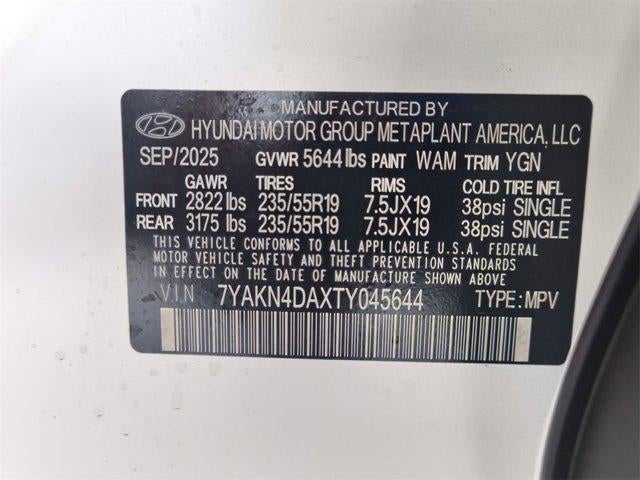 MANUFACTURED BY
HYUNDAI MOTOR GROUP METAPLANT AMERICA, LLC
SEP/2025 GVWR 5644 lbs PAINT WAM TRIM YGN
GAWR TIRES RIMS COLD TIRE INFL
FRONT 2822 lbs 235/55R19 7.5JX19 38psi SINGLE
REAR 3175 lbs 235/55R19 7.5JX19 38psi SINGLE
THIS VEHICLE CONFORMS TO ALL APPLICABLE U.S.A. FEDERAL
MOTOR VEHICLE SAFETY AND THEFT PREVENTION STANDARDS
IN EFFECT ON THE DATE OF MANUFACTURE SHOWN ABOVE.
V.I.N 7YAKN4DAXTY045644 TYPE: MPV